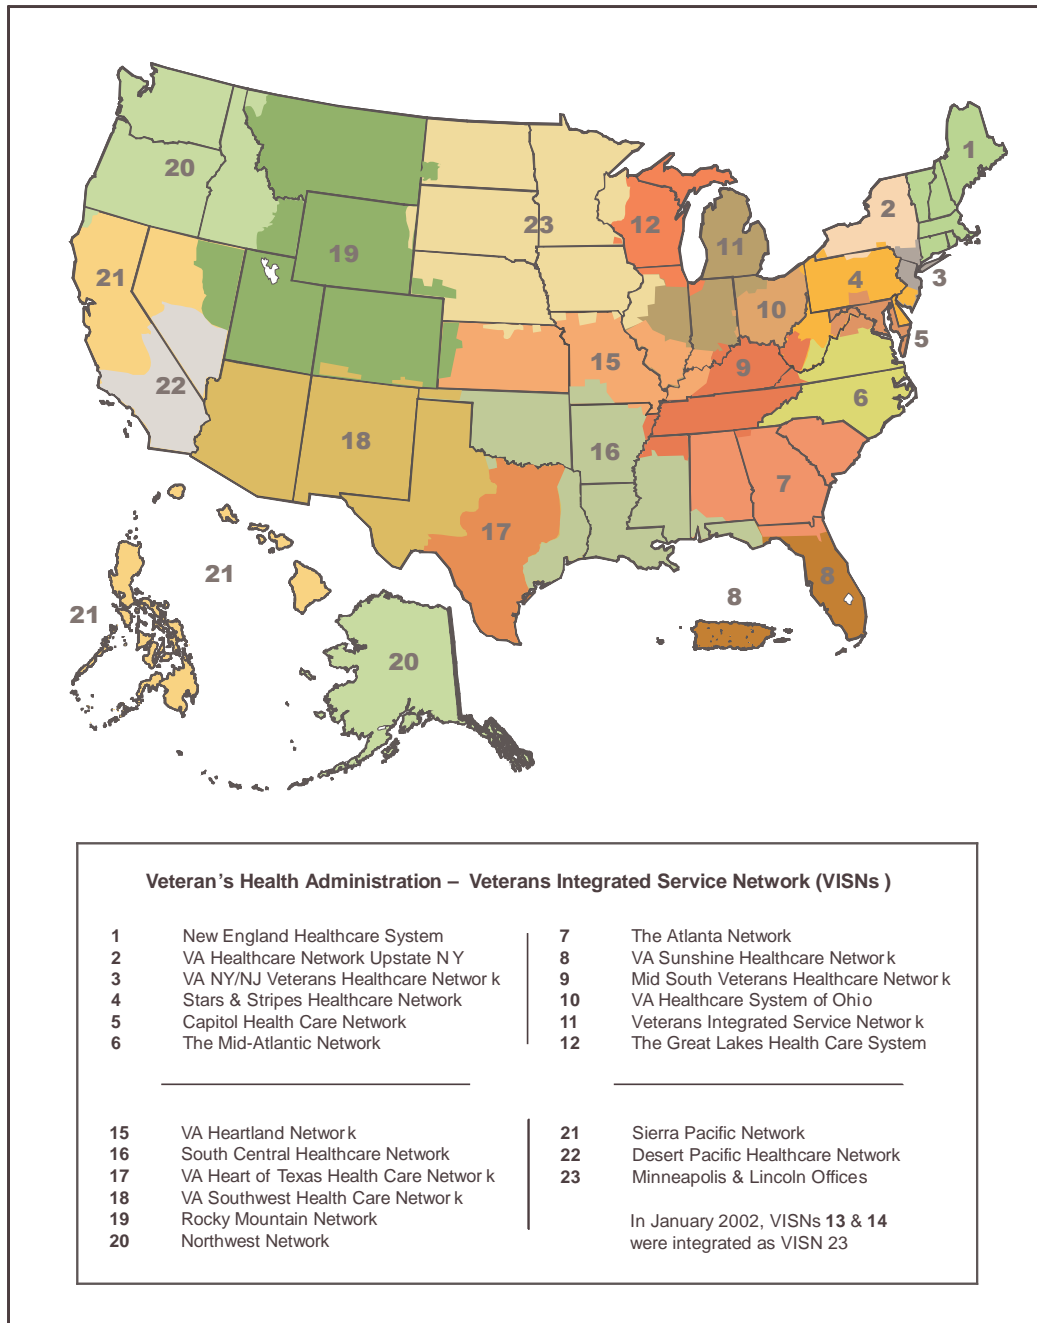 1
20
2
23
12
11
19
21
4
3
10
5
15
9
22
6
18
16
7
17
21
8
8
21
20
Veteran's Health Administration – Veterans Integrated Service Network (VISNs )
1 New England Healthcare System
2 VA Healthcare Network Upstate N Y
3 VA NY/NJ Veterans Healthcare Networ k
4 Stars & Stripes Healthcare Network
5 Capitol Health Care Network
6 The Mid-Atlantic Network
7 The Atlanta Network
8 VA Sunshine Healthcare Networ k
9 Mid South Veterans Healthcare Networ k
10 VA Healthcare System of Ohio
11 Veterans Integrated Service Networ k
12 The Great Lakes Health Care System
15 VA Heartland Networ k
16 South Central Healthcare Network
17 VA Heart of Texas Health Care Networ k
18 VA Southwest Health Care Networ k
19 Rocky Mountain Network
20 Northwest Network
21 Sierra Pacific Network
22 Desert Pacific Healthcare Network
23 Minneapolis & Lincoln Offices
In January 2002, VISNs 13 & 14
were integrated as VISN 23